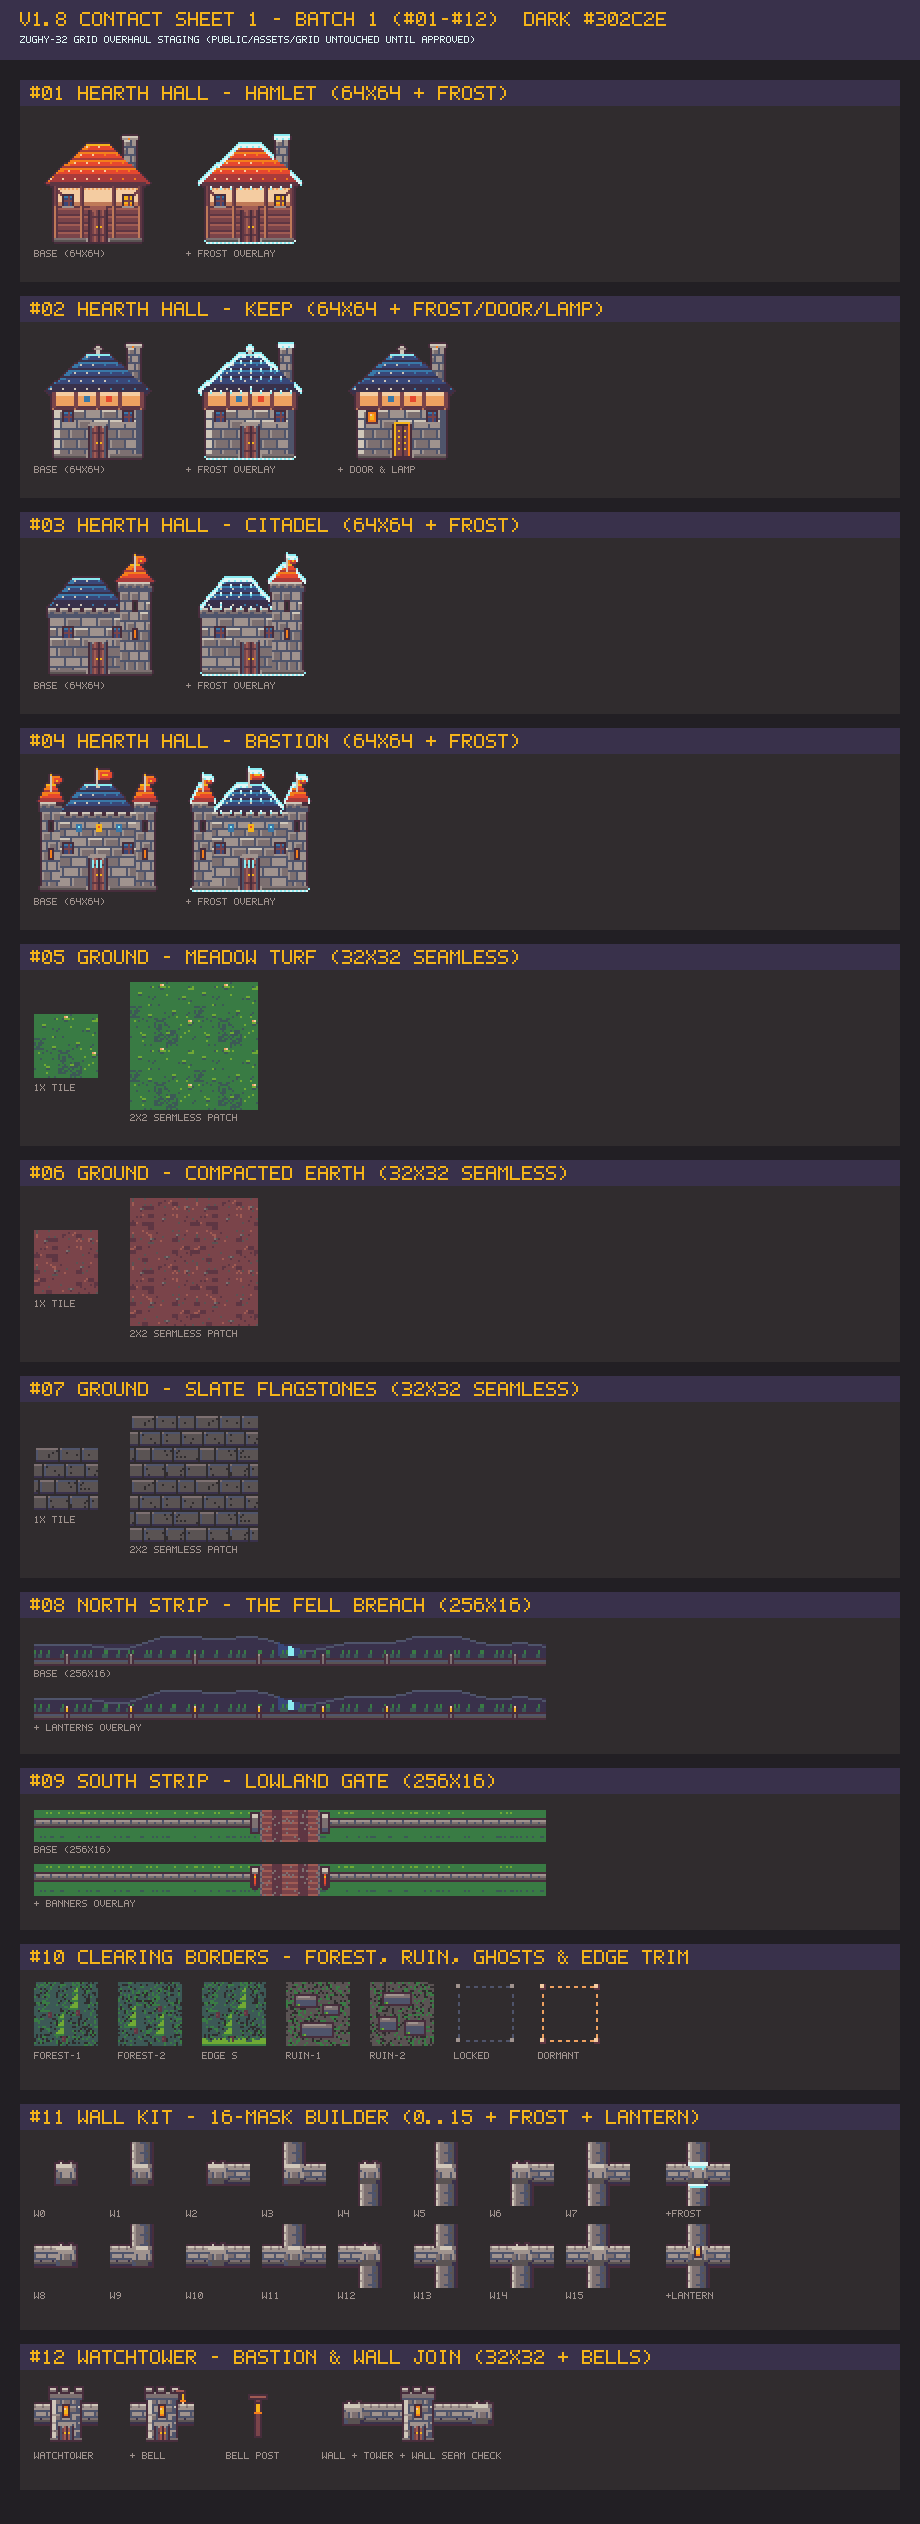 V1.8 CONTACT SHEET 1 - BATCH 1 (#01-#12)  DARK #302C2E
ZUGHY-32 GRID OVERHAUL STAGING (PUBLIC/ASSETS/GRID UNTOUCHED UNTIL APPROVED)
#01 HEARTH HALL - HAMLET (64X64 + FROST)
BASE (64X64)
+ FROST OVERLAY
#02 HEARTH HALL - KEEP (64X64 + FROST/DOOR/LAMP)
BASE (64X64)
+ FROST OVERLAY
+ DOOR & LAMP
#03 HEARTH HALL - CITADEL (64X64 + FROST)
BASE (64X64)
+ FROST OVERLAY
#04 HEARTH HALL - BASTION (64X64 + FROST)
BASE (64X64)
+ FROST OVERLAY
#05 GROUND - MEADOW TURF (32X32 SEAMLESS)
1X TILE
2X2 SEAMLESS PATCH
#06 GROUND - COMPACTED EARTH (32X32 SEAMLESS)
1X TILE
2X2 SEAMLESS PATCH
#07 GROUND - SLATE FLAGSTONES (32X32 SEAMLESS)
1X TILE
2X2 SEAMLESS PATCH
#08 NORTH STRIP - THE FELL BREACH (256X16)
BASE (256X16)
+ LANTERNS OVERLAY
#09 SOUTH STRIP - LOWLAND GATE (256X16)
BASE (256X16)
+ BANNERS OVERLAY
#10 CLEARING BORDERS - FOREST, RUIN, GHOSTS & EDGE TRIM
FOREST-1
FOREST-2
EDGE S
RUIN-1
RUIN-2
LOCKED
DORMANT
#11 WALL KIT - 16-MASK BUILDER (0..15 + FROST + LANTERN)
W0
W1
W2
W3
W4
W5
W6
W7
+FROST
W8
W9
W10
W11
W12
W13
W14
W15
+LANTERN
#12 WATCHTOWER - BASTION & WALL JOIN (32X32 + BELLS)
WATCHTOWER
+ BELL
BELL POST
WALL + TOWER + WALL SEAM CHECK